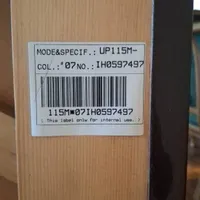 MODE&SPECIF.: UP115M-
COL.: '07 NO.: IH0597497
115M*07IH0597497
[ This label only for internal use. ]